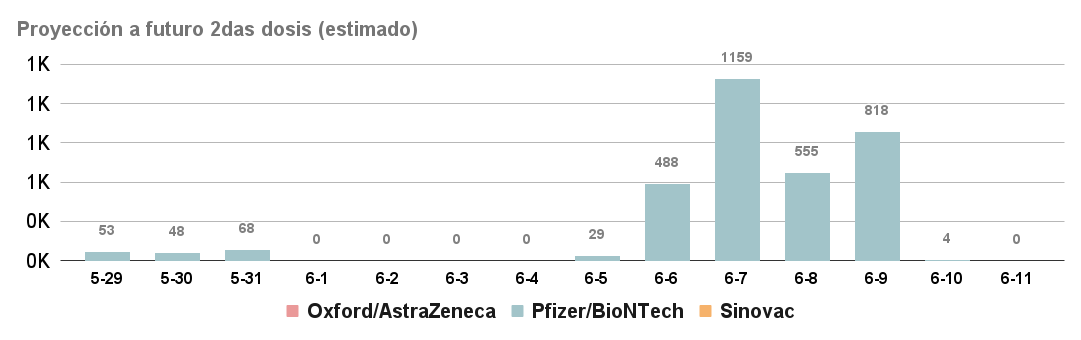 Proyección a futuro 2das dosis (estimado)
1K
1K
1K
1K
0K
0K
53
48
68
0
0
0
0
29
488
1159
555
818
4
0
5-29
5-30
5-31
6-1
6-2
6-3
6-4
6-5
6-6
6-7
6-8
6-9
6-10
6-11
Oxford/AstraZeneca
Pfizer/BioNTech
Sinovac